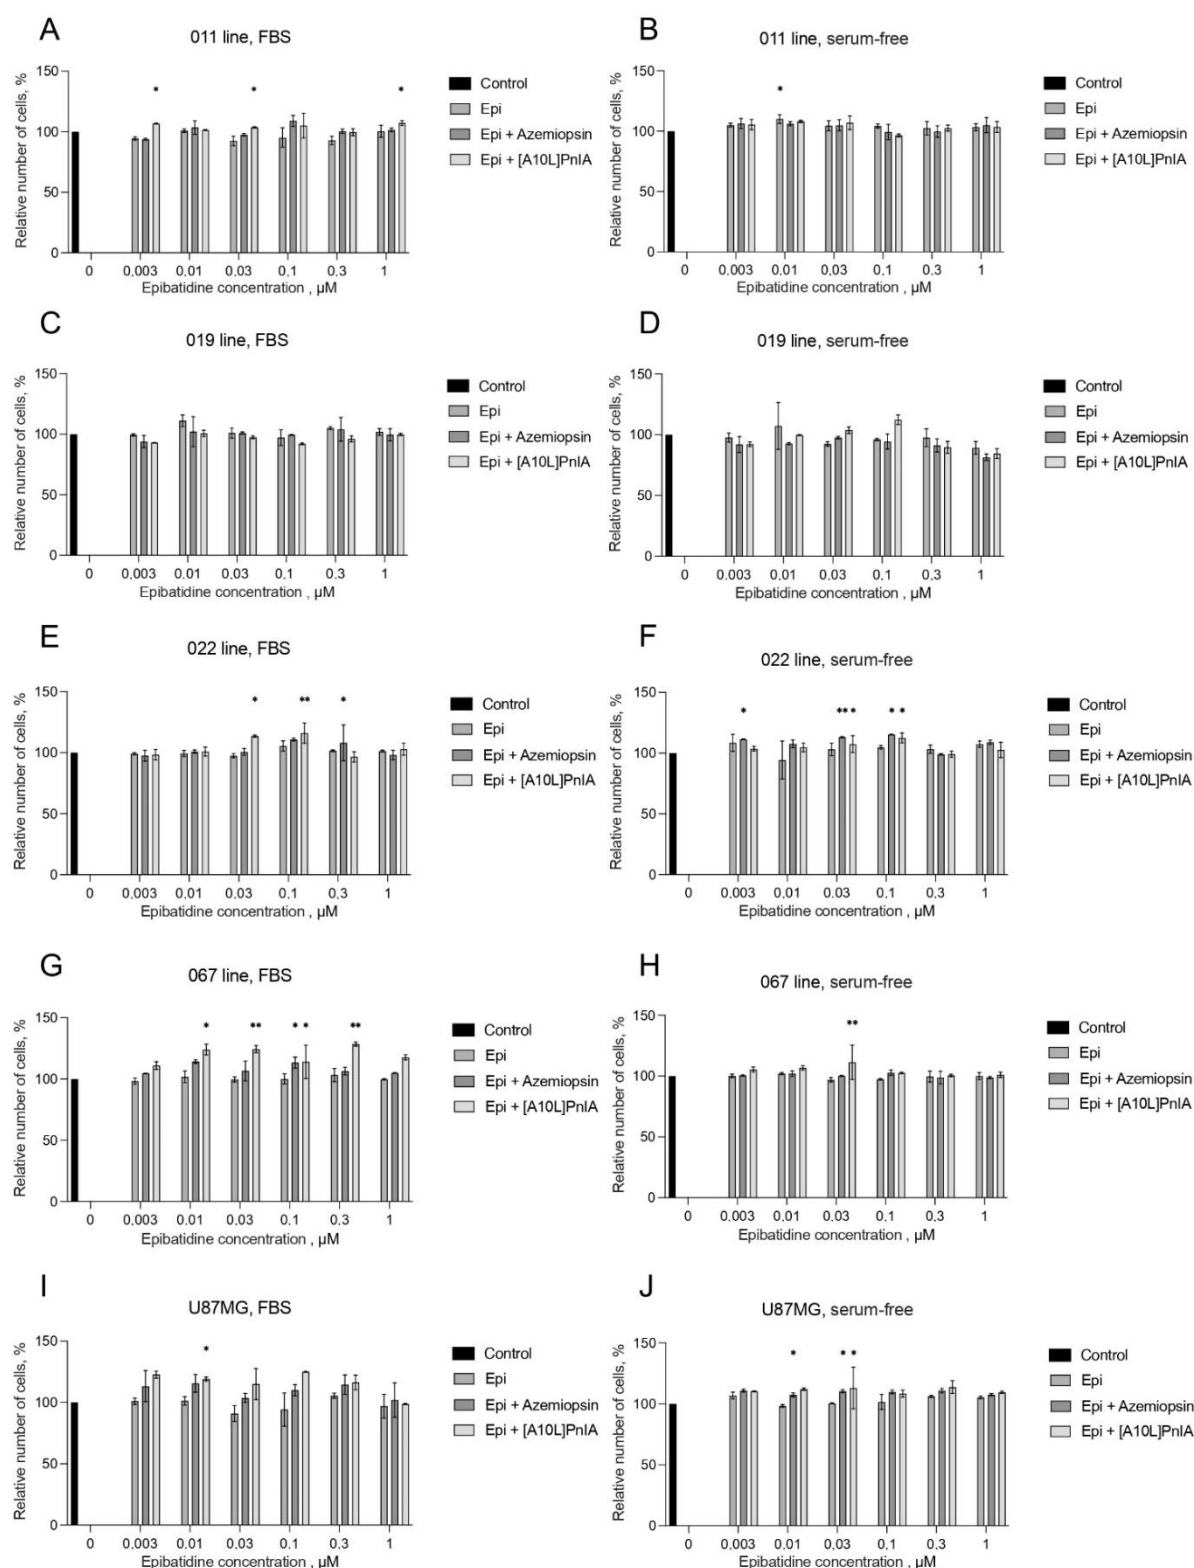 A
011 line, FBS
Relative number of cells, %
150
100
50
0
* * *
0 0,003 0,01 0,03 0,1 0,3 1
Epibatidine concentration , µM
Control
Epi
Epi + Azemiopsin
Epi + [A10L]PnIA
B
011 line, serum-free
Relative number of cells, %
150
100
50
0
*
0 0,003 0,01 0,03 0,1 0,3 1
Epibatidine concentration , µM
Control
Epi
Epi + Azemiopsin
Epi + [A10L]PnIA
C
019 line, FBS
Relative number of cells, %
150
100
50
0
0 0,003 0,01 0,03 0,1 0,3 1
Epibatidine concentration , µM
Control
Epi
Epi + Azemiopsin
Epi + [A10L]PnIA
D
019 line, serum-free
Relative number of cells, %
150
100
50
0
0 0,003 0,01 0,03 0,1 0,3 1
Epibatidine concentration , µM
Control
Epi
Epi + Azemiopsin
Epi + [A10L]PnIA
E
022 line, FBS
Relative number of cells, %
150
100
50
0
* ** *
0 0,003 0,01 0,03 0,1 0,3 1
Epibatidine concentration , µM
Control
Epi
Epi + Azemiopsin
Epi + [A10L]PnIA
F
022 line, serum-free
Relative number of cells, %
150
100
50
0
* ** * * *
0 0,003 0,01 0,03 0,1 0,3 1
Epibatidine concentration , µM
Control
Epi
Epi + Azemiopsin
Epi + [A10L]PnIA
G
067 line, FBS
Relative number of cells, %
150
100
50
0
* ** * * **
0 0,003 0,01 0,03 0,1 0,3 1
Epibatidine concentration , µM
Control
Epi
Epi + Azemiopsin
Epi + [A10L]PnIA
H
067 line, serum-free
Relative number of cells, %
150
100
50
0
**
0 0,003 0,01 0,03 0,1 0,3 1
Epibatidine concentration , µM
Control
Epi
Epi + Azemiopsin
Epi + [A10L]PnIA
I
U87MG, FBS
Relative number of cells, %
150
100
50
0
*
0 0,003 0,01 0,03 0,1 0,3 1
Epibatidine concentration , µM
Control
Epi
Epi + Azemiopsin
Epi + [A10L]PnIA
J
U87MG, serum-free
Relative number of cells, %
150
100
50
0
* * *
0 0,003 0,01 0,03 0,1 0,3 1
Epibatidine concentration , µM
Control
Epi
Epi + Azemiopsin
Epi + [A10L]PnIA